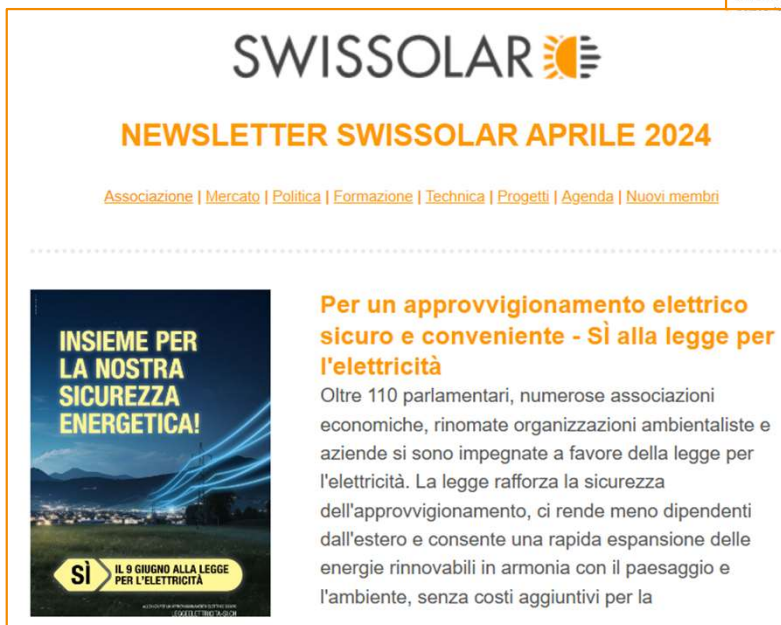 SWISSOLAR
NEWSLETTER SWISSOLAR APRILE 2024
Associazione | Mercato | Politica | Formazione | Technica | Progetti | Agenda | Nuovi membri
INSIEME PER
LA NOSTRA
SICUREZZA
ENERGETICA!
SÌ IL 9 GIUGNO ALLA LEGGE
PER L'ELETTRICITÀ
Per un approvvigionamento elettrico
sicuro e conveniente - SÌ alla legge per
l'elettricità
Oltre 110 parlamentari, numerose associazioni
economiche, rinomate organizzazioni ambientaliste e
aziende si sono impegnate a favore della legge per
l'elettricità. La legge rafforza la sicurezza
dell'approvvigionamento, ci rende meno dipendenti
dall'estero e consente una rapida espansione delle
energie rinnovabili in armonia con il paesaggio e
l'ambiente, senza costi aggiuntivi per la